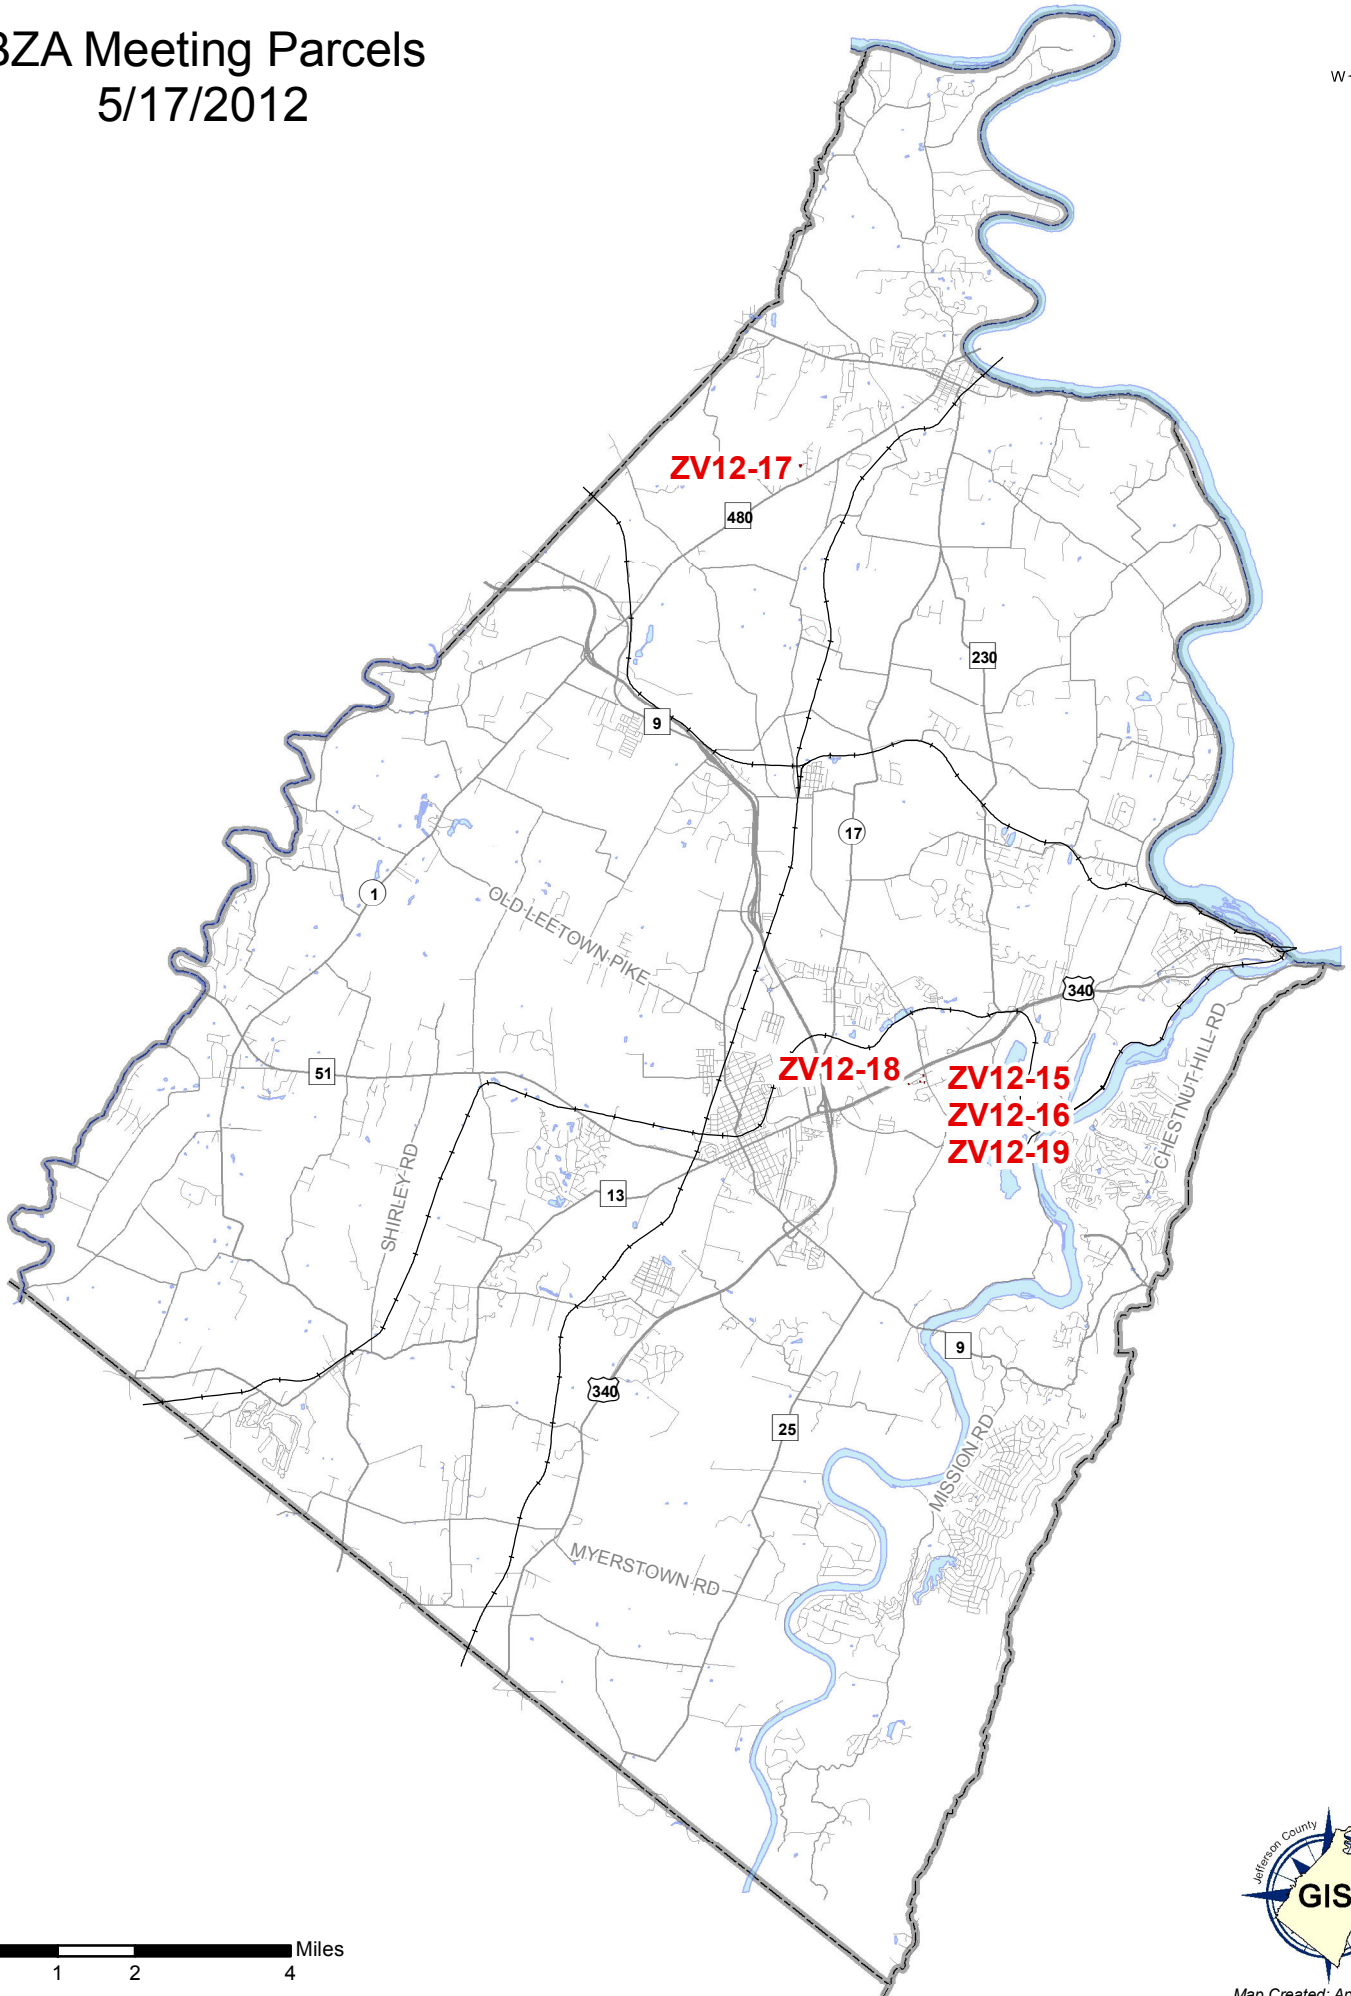 BZA Meeting Parcels
5/17/2012
W
ZV12-17
480
230
9
17
1
OLD LEETOWN PIKE
340
CHESTNUT HILL RD
ZV12-18
ZV12-15
ZV12-16
ZV12-19
51
SHIRLEY RD
13
9
340
25
MISSION RD
MYERSTOWN RD
Jefferson County
GIS
Miles
1 2 4
Map Created: